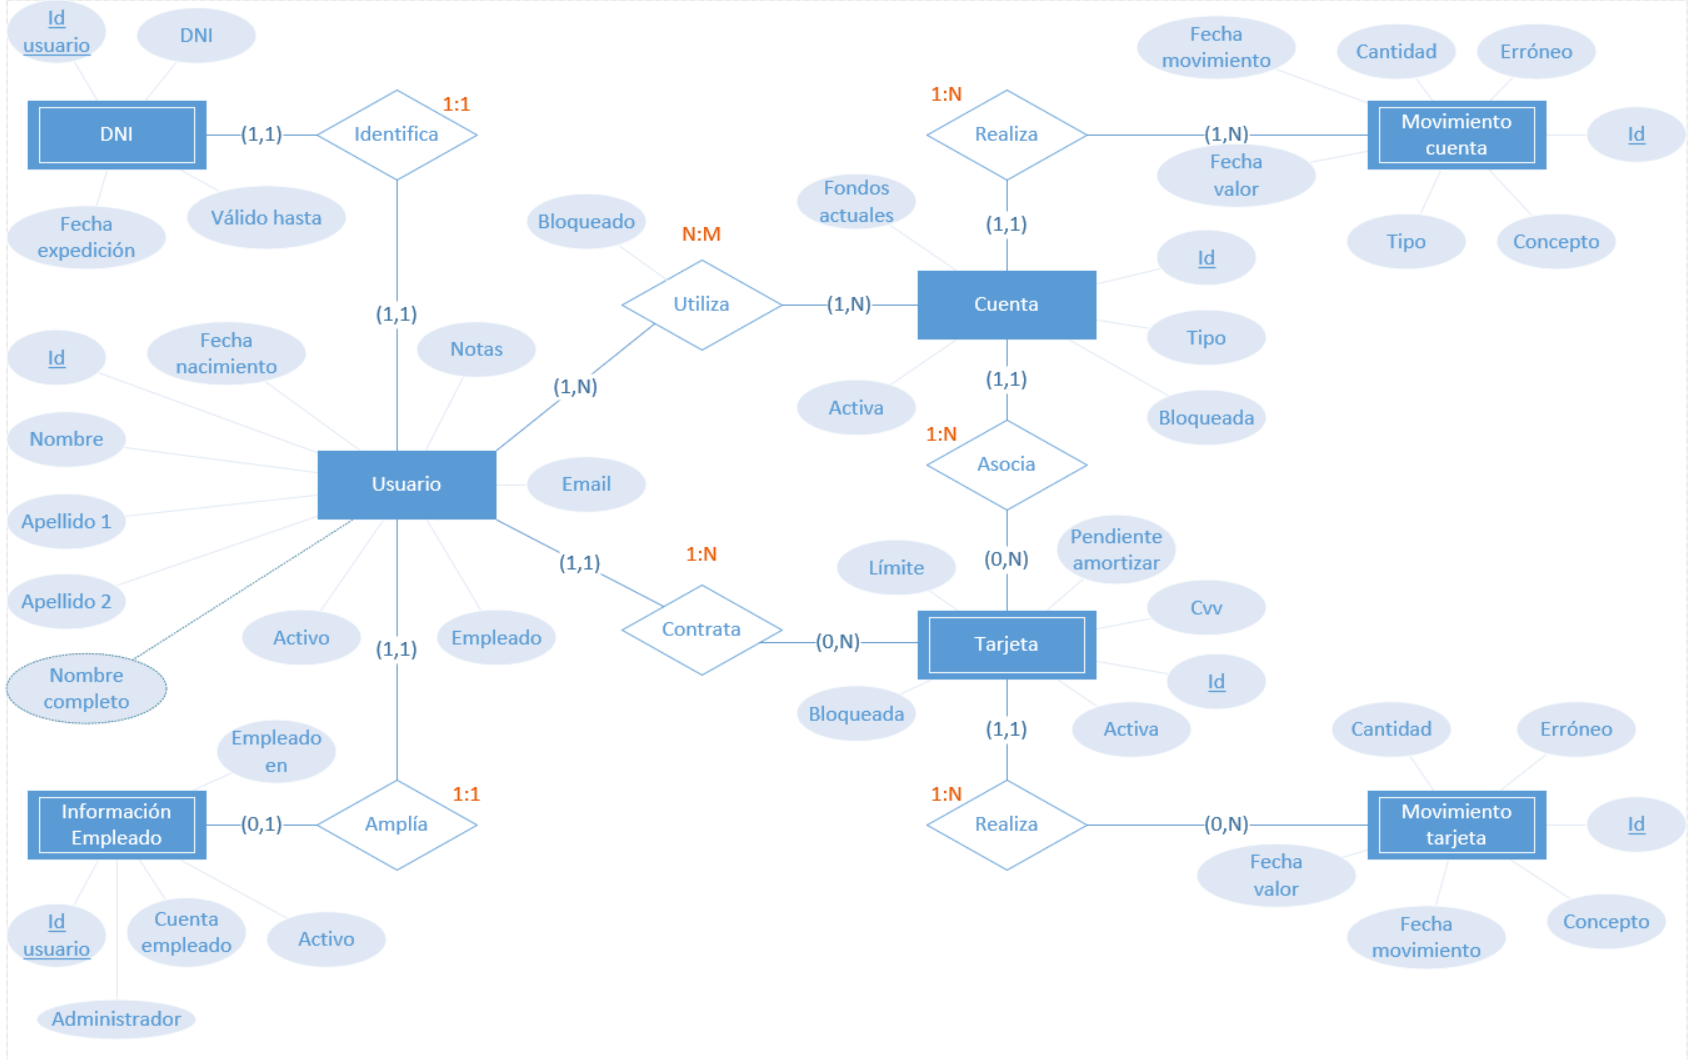 Id
usuario
DNI
DNI
(1,1)
Identifica
1:1
Fecha
expedición
Válido hasta
(1,1)
Bloqueado
N:M
Utiliza
(1,N)
(1,N)
1:N
Realiza
(1,N)
(1,1)
Fecha
movimiento
Cantidad
Erróneo
Movimiento
cuenta
Id
Fecha
valor
Tipo
Concepto
Fondos
actuales
Cuenta
Id
Tipo
Bloqueada
Activa
(1,1)
1:N
Asocia
(0,N)
Id
Fecha
nacimiento
Notas
Nombre
Apellido 1
Apellido 2
Nombre
completo
Usuario
Email
Activo
Empleado
(1,1)
1:N
Contrata
(0,N)
Límite
Pendiente
amortizar
Cvv
Tarjeta
Id
Bloqueada
Activa
(1,1)
(1,1)
Empleado
en
Información
Empleado
(0,1)
Amplía
1:1
Id
usuario
Cuenta
empleado
Activo
Administrador
1:N
Realiza
(0,N)
Cantidad
Erróneo
Movimiento
tarjeta
Id
Fecha
valor
Fecha
movimiento
Concepto